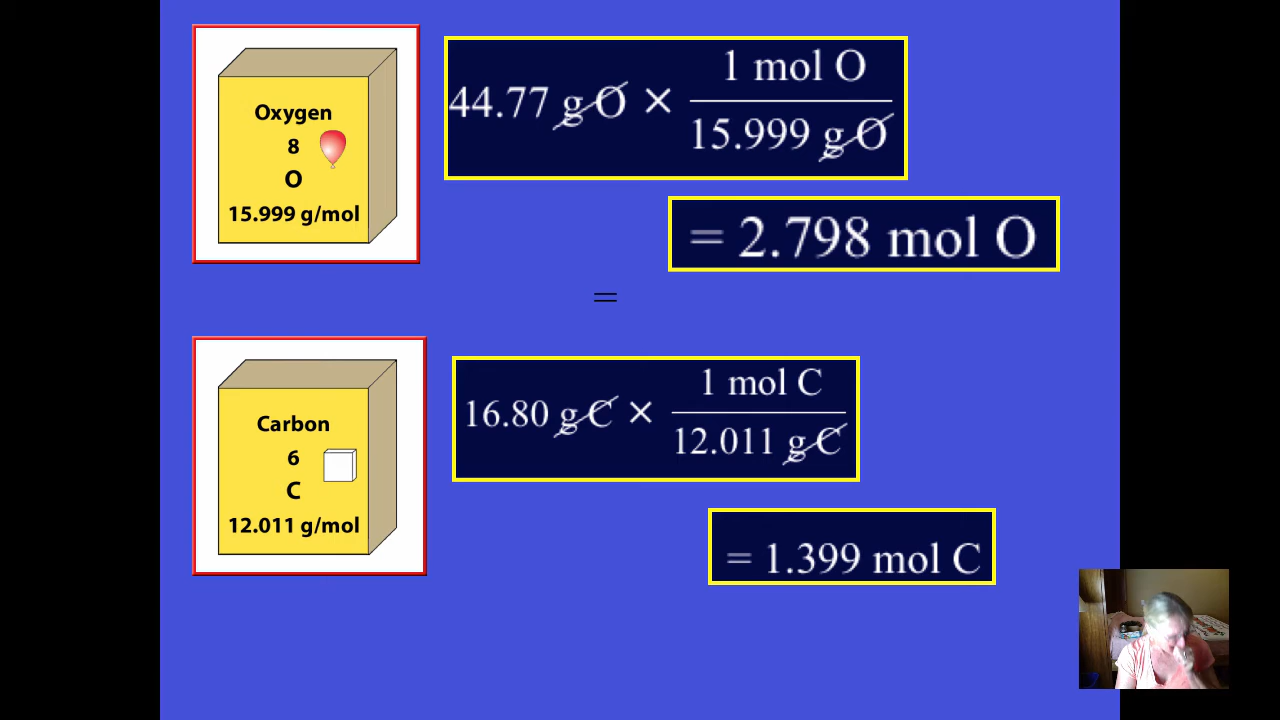 Oxygen
8
O
15.999 g/mol
44.77 g O × 1 mol O
15.999 g O
= 2.798 mol O
=
Carbon
6
C
12.011 g/mol
16.80 g C × 1 mol C
12.011 g C
= 1.399 mol C